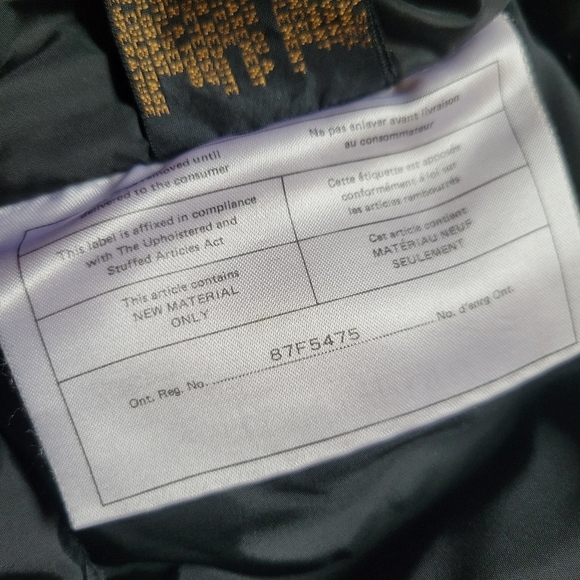 until
to the consumer
Ne pas enlever avant livraison
au consommateur
This label is affixed in compliance
with The Upholstered and
Stuffed Articles Act
Cette étiquette est apposée
conformément à loi sur
les articles rembourrés
This article contains
NEW MATERIAL
ONLY
Cet article contient
MATÉRIAU NEUF
SEULEMENT
Ont. Reg. No. 87F5475 No. d'enrg Ont.